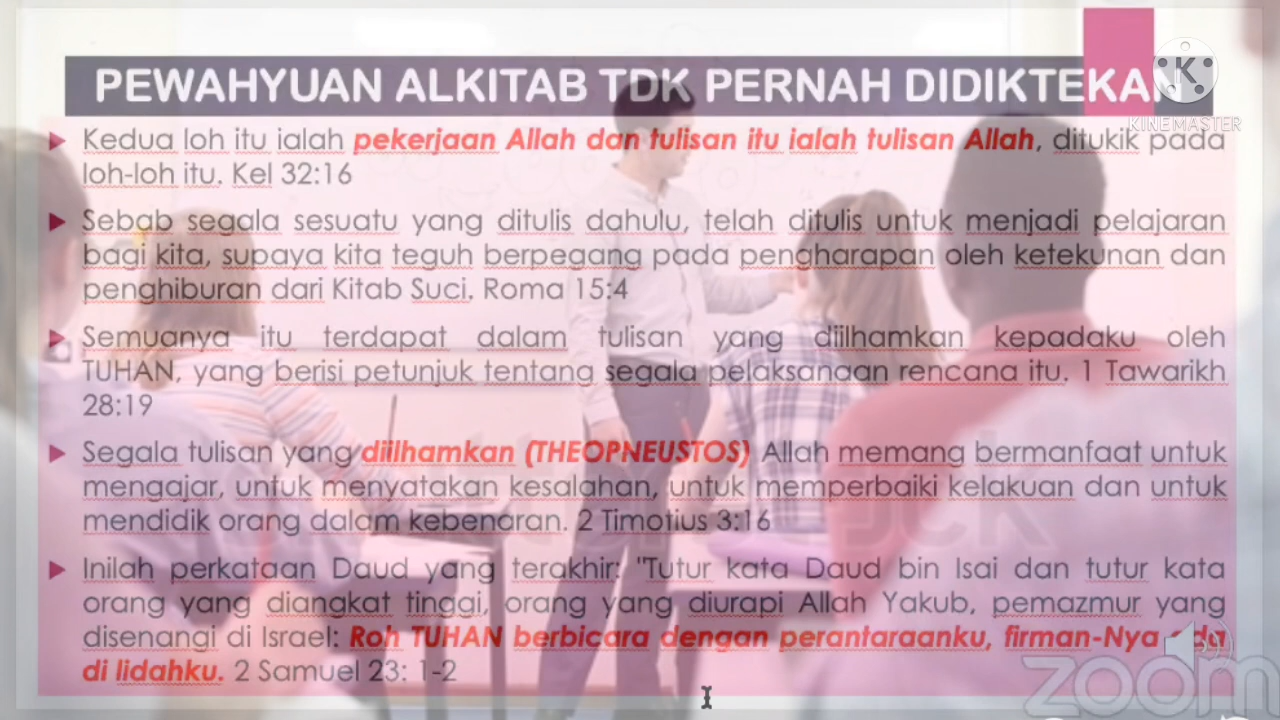 PEWAHYUAN ALKITAB TDK PERNAH DIDIKTEKAN
KINEMASTER
Kedua loh itu ialah pekerjaan Allah dan tulisan itu ialah tulisan Allah, ditukik pada
loh-loh itu. Kel 32:16
Sebab segala sesuatu yang ditulis dahulu, telah ditulis untuk menjadi pelajaran
bagi kita, supaya kita teguh berpegang pada pengharapan oleh ketekunan dan
penghiburan dari Kitab Suci. Roma 15:4
Semuanya itu terdapat dalam tulisan yang diilhamkan kepadaku oleh
TUHAN, yang berisi petunjuk tentang segala pelaksanaan rencana itu. 1 Tawarikh
28:19
Segala tulisan yang diilhamkan (THEOPNEUSTOS) Allah memang bermanfaat untuk
mengajar, untuk menyatakan kesalahan, untuk memperbaiki kelakuan dan untuk
mendidik orang dalam kebenaran. 2 Timotius 3:16
Inilah perkataan Daud yang terakhir: "Tutur kata Daud bin Isai dan tutur kata
orang yang diangkat tinggi, orang yang diurapi Allah Yakub, pemazmur yang
disenangi di Israel: Roh TUHAN berbicara dengan perantaraanku, firman-Nya ada
di lidahku. 2 Samuel 23: 1-2
zoom